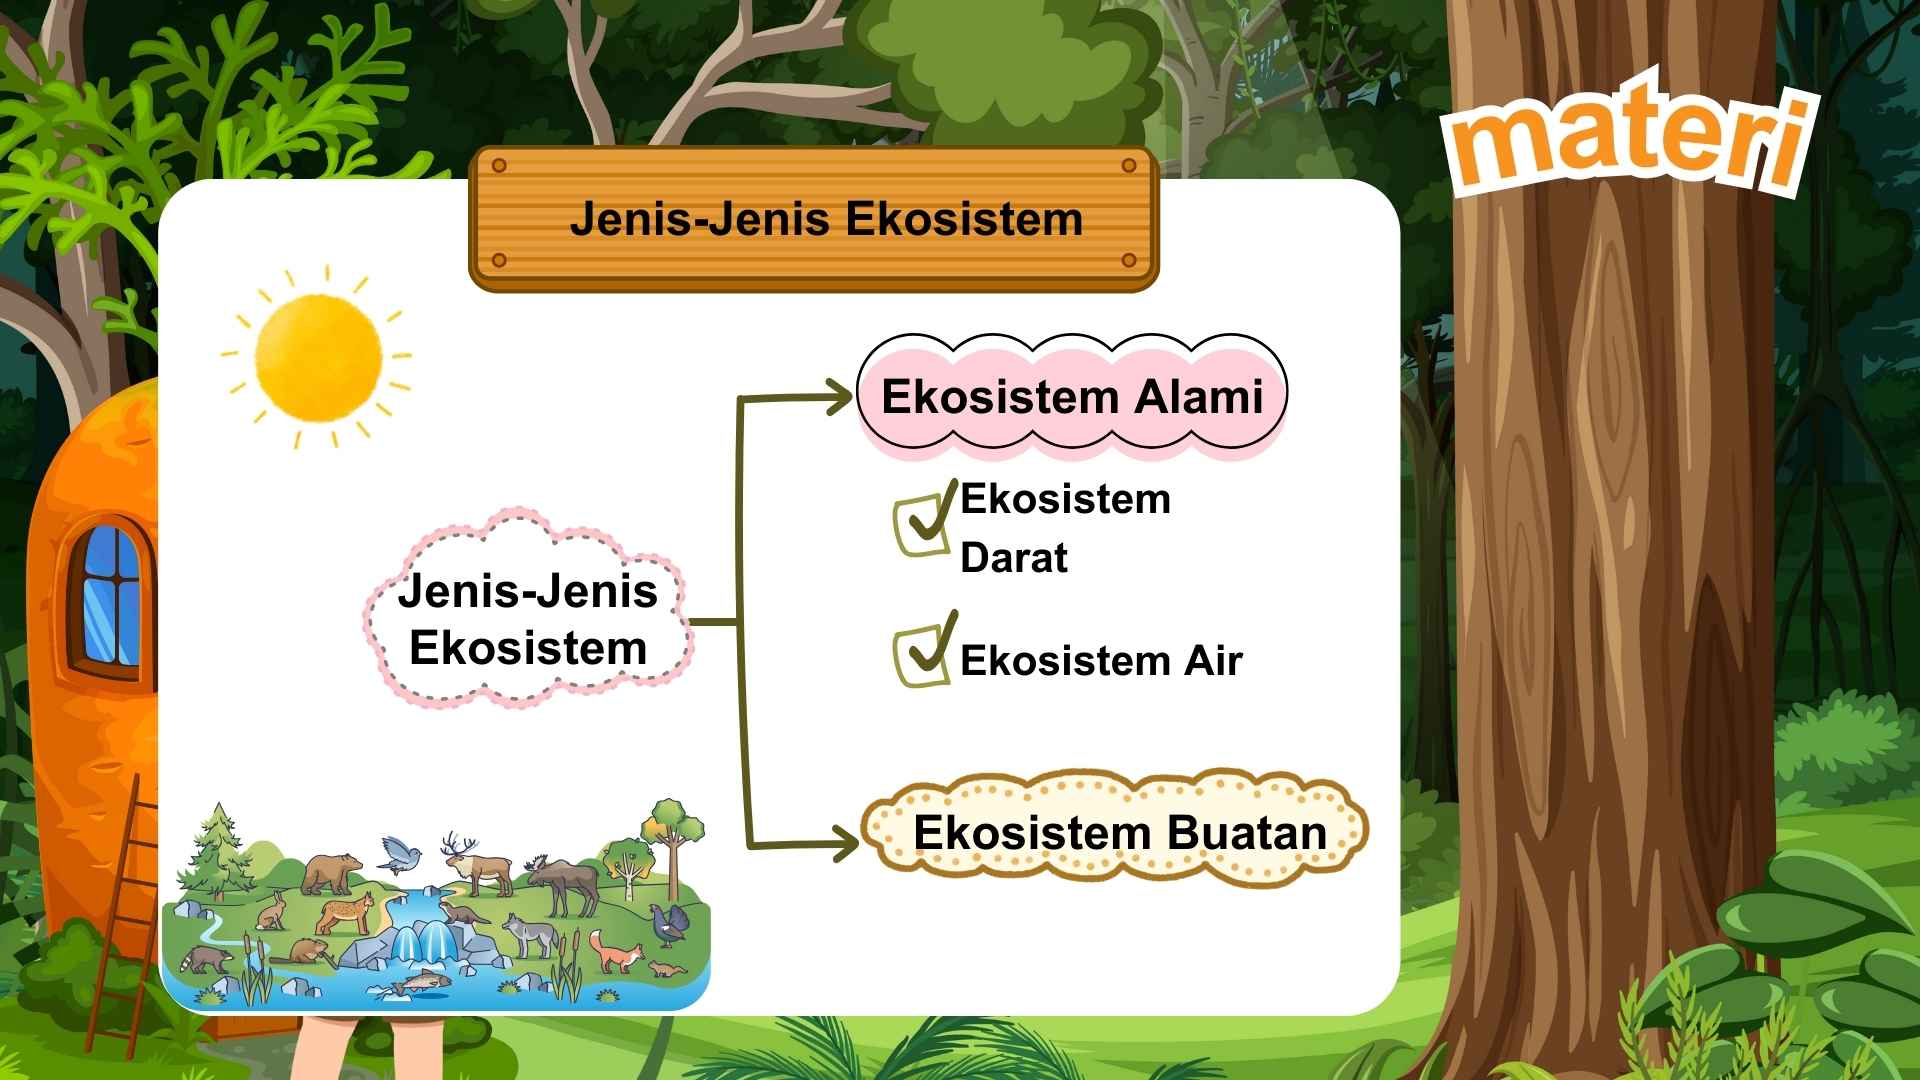 materi
Jenis-Jenis Ekosistem
Jenis-Jenis
Ekosistem
Ekosistem Alami
Ekosistem
Darat
Ekosistem Air
Ekosistem Buatan